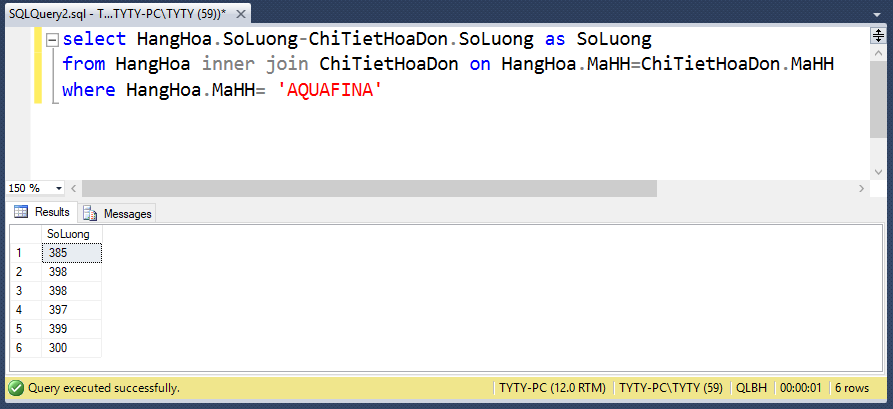 SQLQuery2.sql - T...TYTY-PC\TYTY (59))*
select HangHoa.SoLuong-ChiTietHoaDon.SoLuong as SoLuong
from HangHoa inner join ChiTietHoaDon on HangHoa.MaHH=ChiTietHoaDon.MaHH
where HangHoa.MaHH= 'AQUAFINA'
150 %
Results Messages
SoLuong
1 385
2 398
3 398
4 397
5 399
6 300
Query executed successfully. TYTY-PC (12.0 RTM) TYTY-PC\TYTY (59) QLBH 00:00:01 6 rows